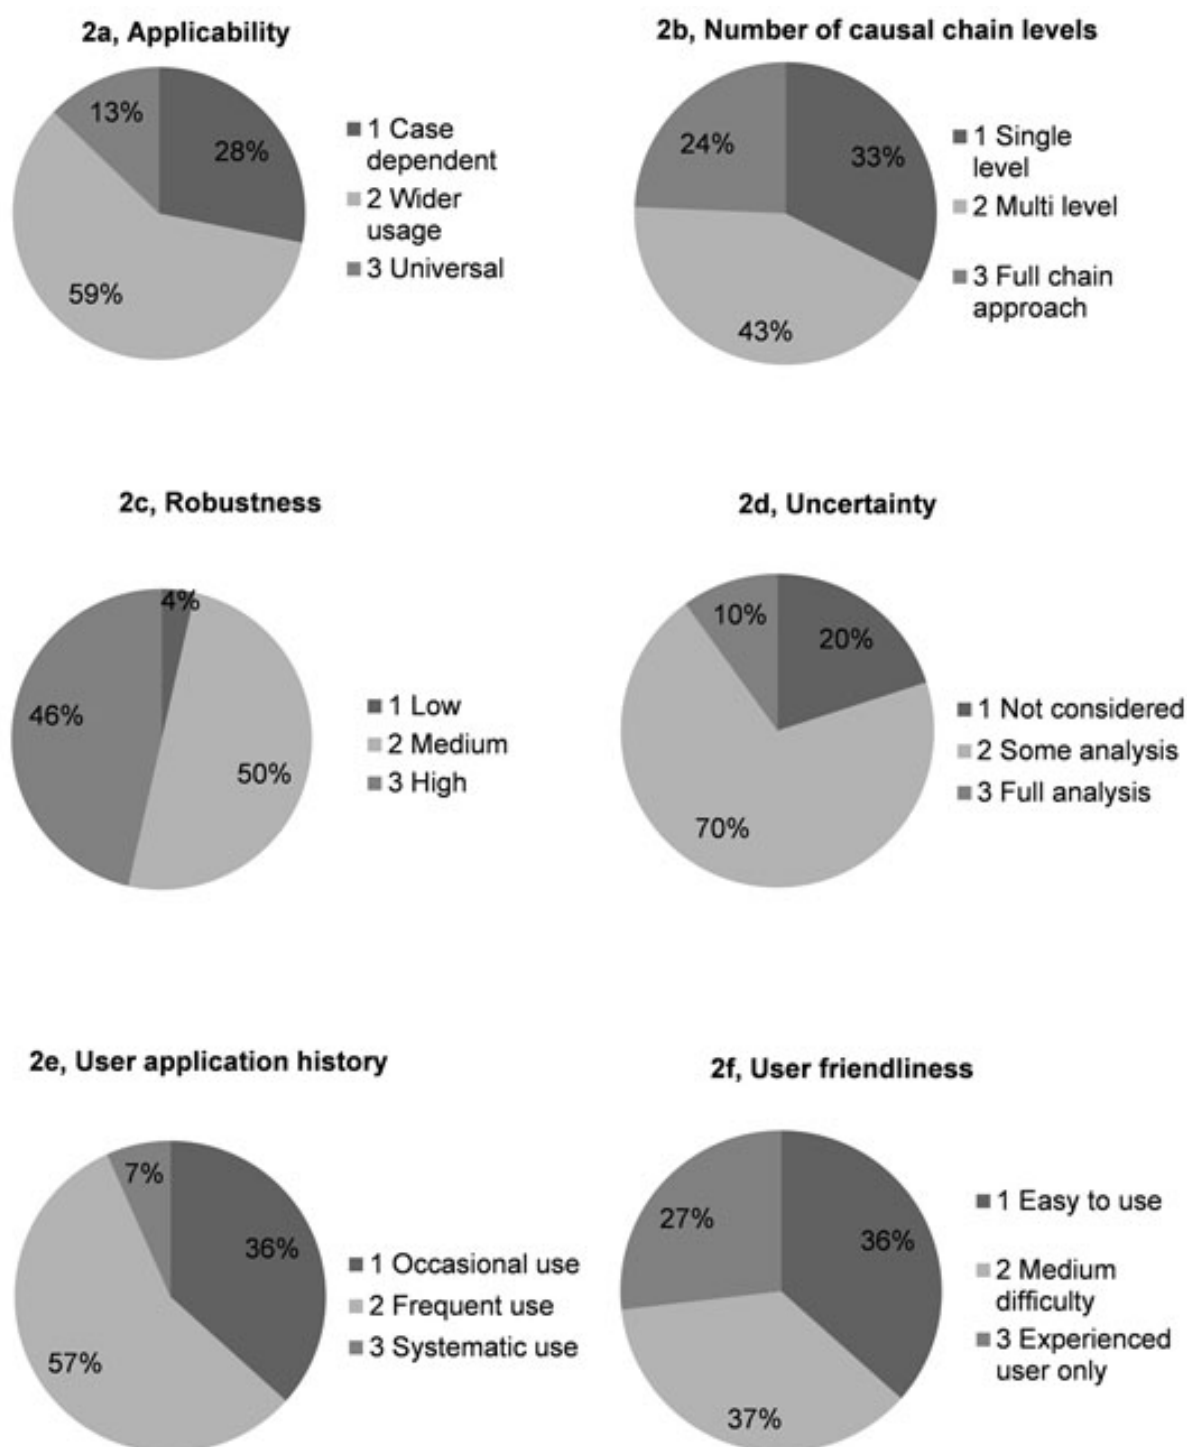 2a, Applicability
13%
28%
59%
1 Case
dependent
2 Wider
usage
3 Universal
2b, Number of causal chain levels
24%
33%
43%
1 Single
level
2 Multi level
3 Full chain
approach
2c, Robustness
4%
46%
50%
1 Low
2 Medium
3 High
2d, Uncertainty
10%
20%
70%
1 Not considered
2 Some analysis
3 Full analysis
2e, User application history
7%
36%
57%
1 Occasional use
2 Frequent use
3 Systematic use
2f, User friendliness
27%
36%
37%
1 Easy to use
2 Medium
difficulty
3 Experienced
user only